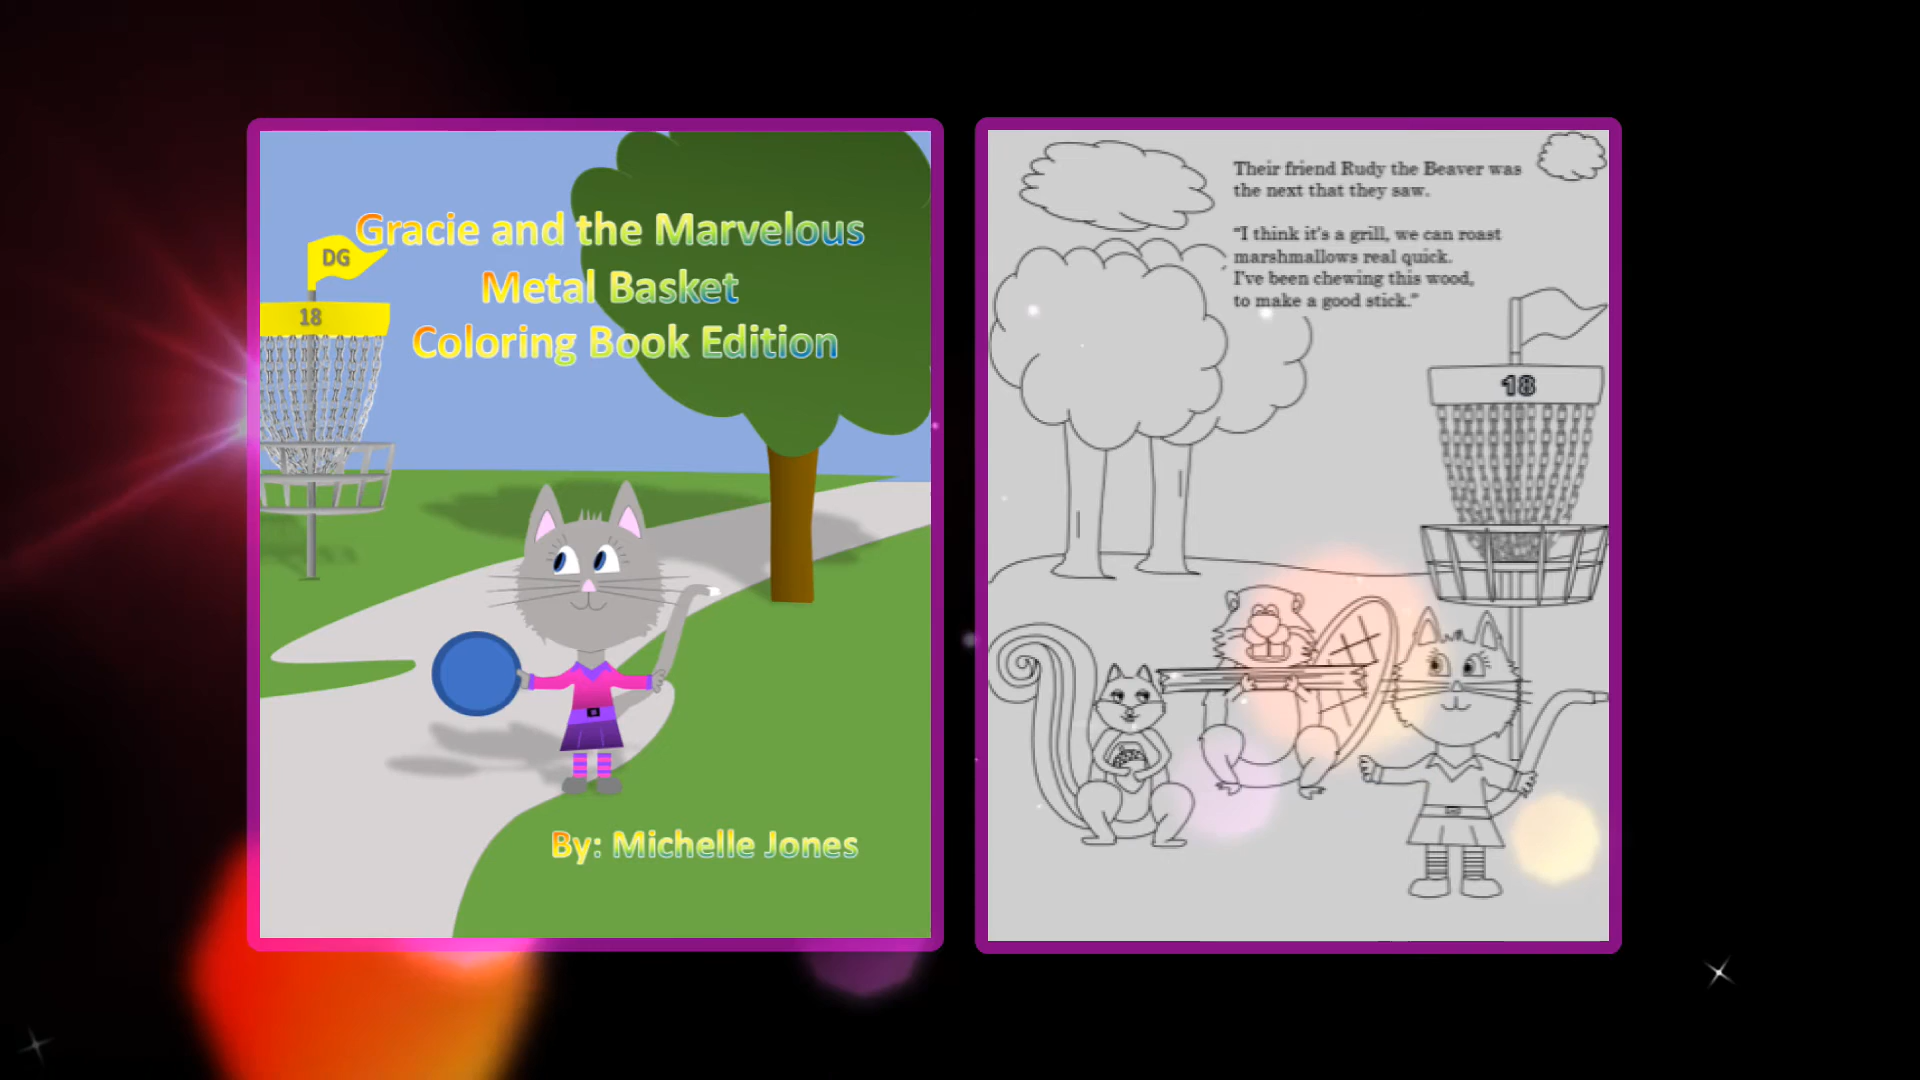 Gracie and the Marvelous
Metal Basket
Coloring Book Edition
DG
18
By: Michelle Jones
Their friend Rudy the Beaver was
the next that they saw.
“I think it's a grill, we can roast
marshmallows real quick.
I've been chewing this wood,
to make a good stick.”
18